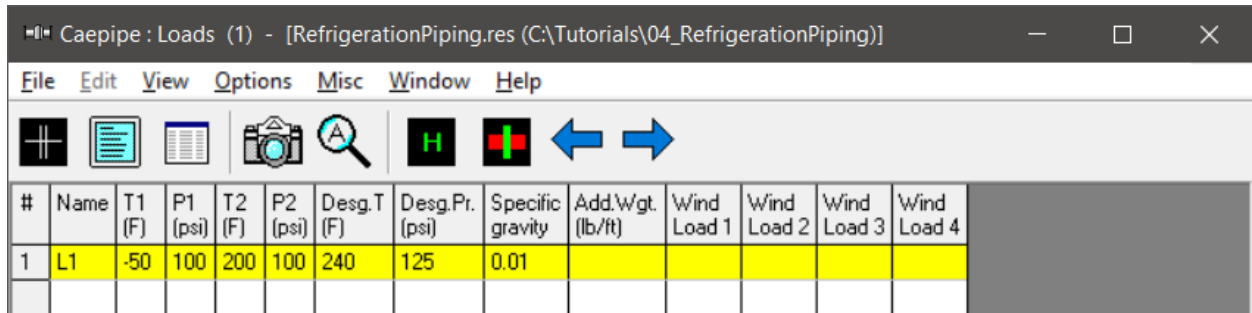 Caepipe : Loads (1) - [RefrigerationPiping.res (C:\Tutorials\04_RefrigerationPiping)]
File Edit View Options Misc Window Help
A H
# Name T1 (F) P1 (psi) T2 (F) P2 (psi) Desg.T (F) Desg.Pr. (psi) Specific gravity Add.Wgt. (lb/ft) Wind Load 1 Wind Load 2 Wind Load 3 Wind Load 4
1 L1 -50 100 200 100 240 125 0.01